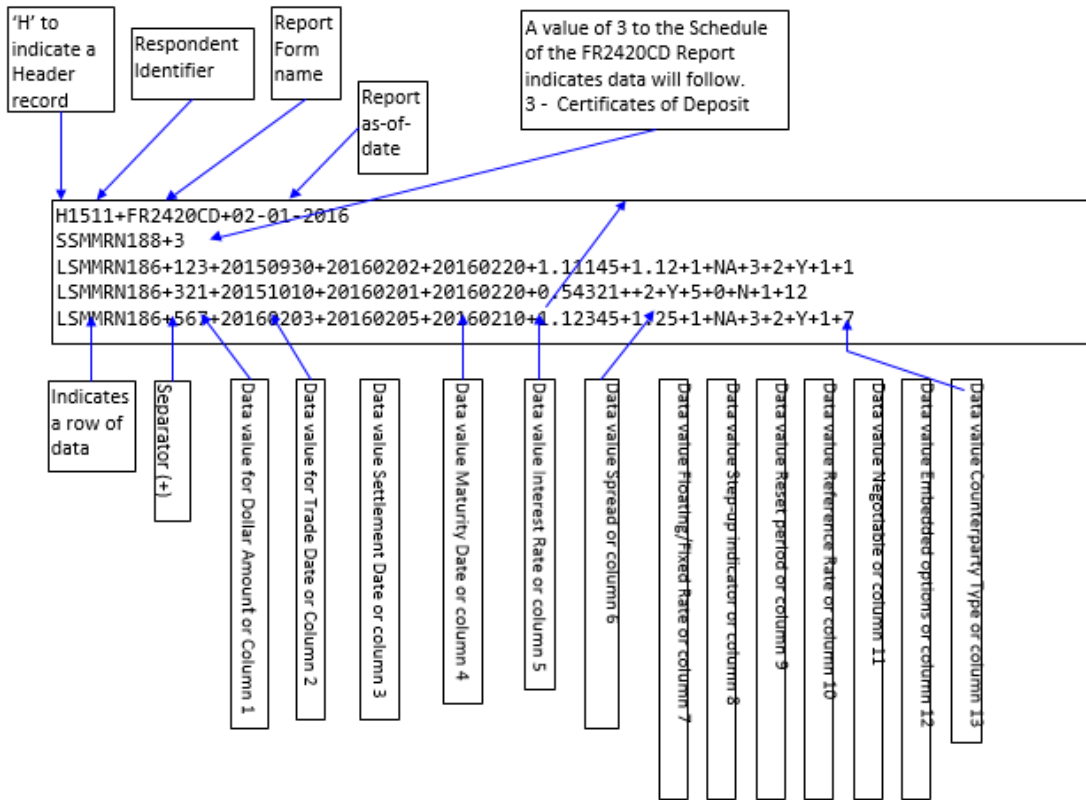 ‘H’ to
indicate a
Header
record
Respondent
Identifier
Report
Form
name
Report
as-of-
date
A value of 3 to the Schedule
of the FR2420CD Report
indicates data will follow.
3 - Certificates of Deposit
H1511+FR2420CD+02-01-2016
SSMMRN188+3
LSMMRN186+123+20150930+20160202+20160220+1.11145+1.12+1+NA+3+2+Y+1+1
LSMMRN186+321+20151010+20160201+20160220+0.54321++2+Y+5+0+N+1+12
LSMMRN186+567+20160203+20160205+20160210+1.12345+1.25+1+NA+3+2+Y+1+7
Indicates
a row of
data
Separator (+)
Data value for Dollar Amount or Column 1
Data value for Trade Date or Column 2
Data value Settlement Date or column 3
Data value Maturity Date or column 4
Data value Interest Rate or column 5
Data value Spread or column 6
Data value Floating/Fixed Rate or column 7
Data value Step-up indicator or column 8
Data value Reset period or column 9
Data value Reference Rate or column 10
Data value Negotiable or column 11
Data value Embedded options or column 12
Data value Counterparty Type or column 13